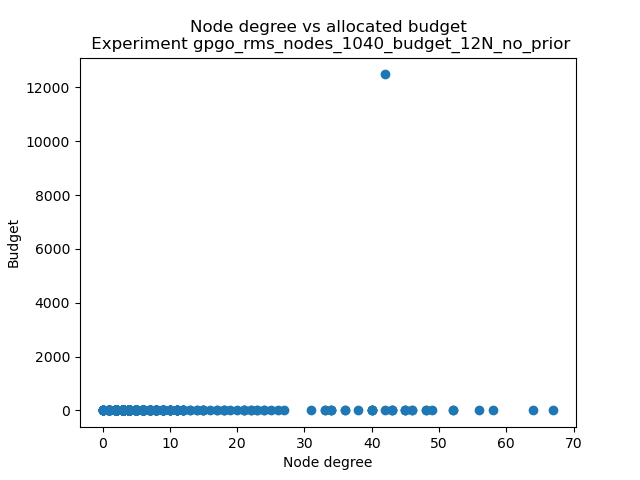 Node degree vs allocated budget
Experiment gpgo_rms_nodes_1040_budget_12N_no_prior
12000
10000
8000
6000
4000
2000
0
Budget
0 10 20 30 40 50 60 70
Node degree